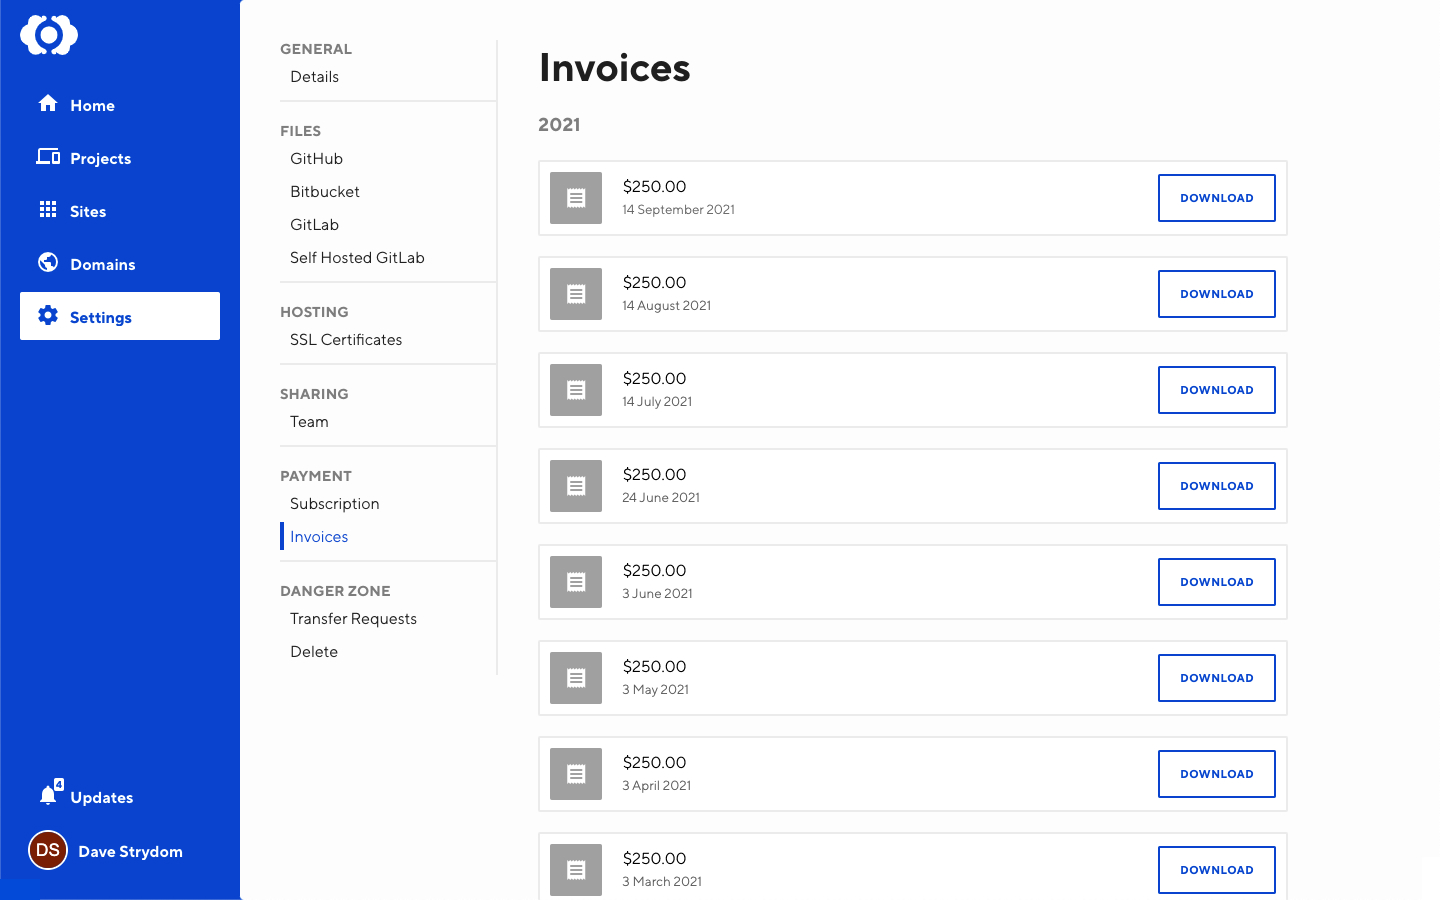 Home
Projects
Sites
Domains
Settings
4
Updates
DS
Dave Strydom
GENERAL
Details
FILES
GitHub
Bitbucket
GitLab
Self Hosted GitLab
HOSTING
SSL Certificates
SHARING
Team
PAYMENT
Subscription
Invoices
DANGER ZONE
Transfer Requests
Delete
Invoices
2021
$250.00
14 September 2021
DOWNLOAD
$250.00
14 August 2021
DOWNLOAD
$250.00
14 July 2021
DOWNLOAD
$250.00
24 June 2021
DOWNLOAD
$250.00
3 June 2021
DOWNLOAD
$250.00
3 May 2021
DOWNLOAD
$250.00
3 April 2021
DOWNLOAD
$250.00
3 March 2021
DOWNLOAD